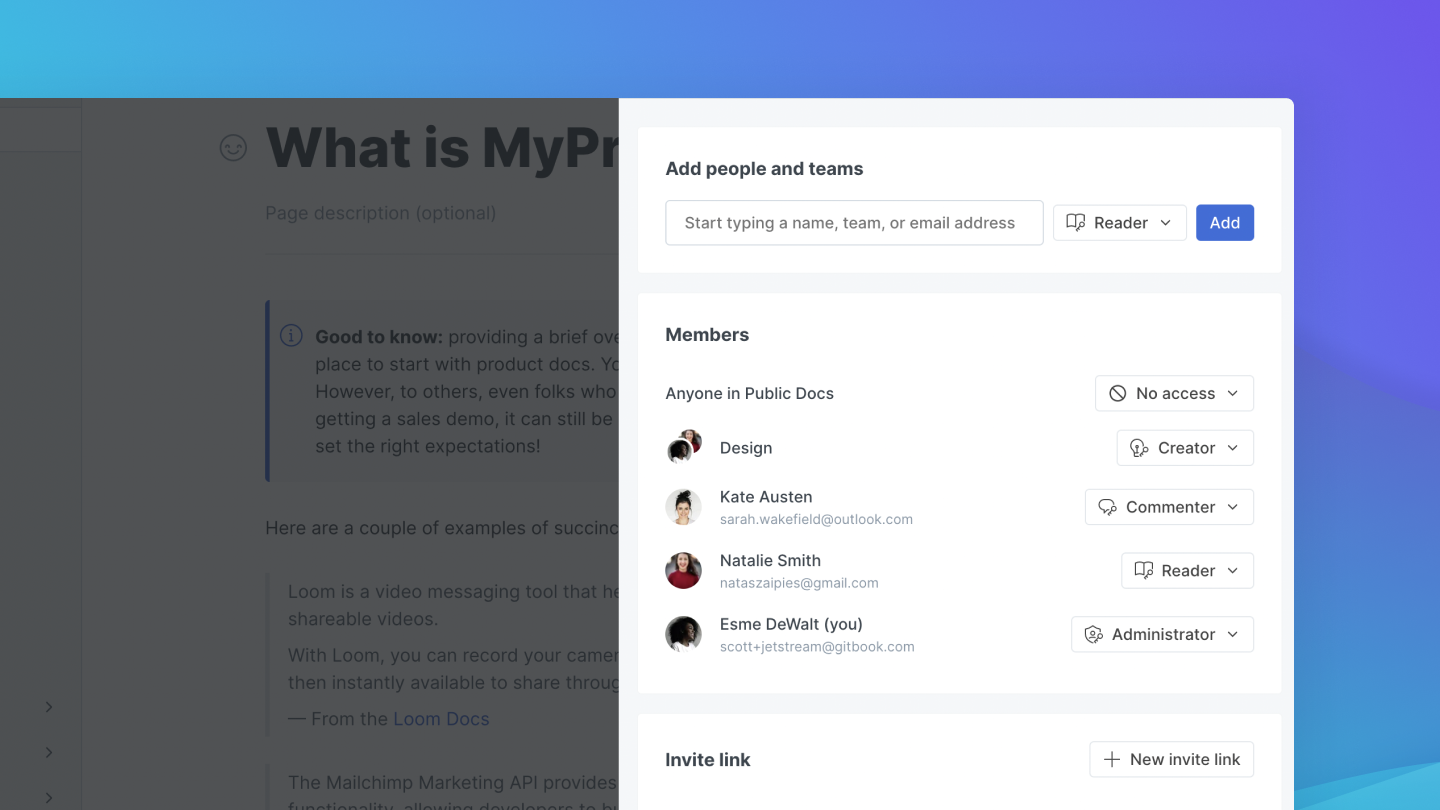 What is MyPr
Page description (optional)
Good to know: providing a brief ove
place to start with product docs. Yo
However, to others, even folks who
getting a sales demo, it can still be
set the right expectations!
Here are a couple of examples of succinc
Loom is a video messaging tool that he
shareable videos.
With Loom, you can record your camer
then instantly available to share throug
— From the Loom Docs
The Mailchimp Marketing API provides
functionality, allowing developers to bu
Add people and teams
Start typing a name, team, or email address
Reader
Add
Members
Anyone in Public Docs
No access
Design
Creator
Kate Austen
sarah.wakefield@outlook.com
Commenter
Natalie Smith
nataszaipies@gmail.com
Reader
Esme DeWalt (you)
scott+jetstream@gitbook.com
Administrator
Invite link
New invite link